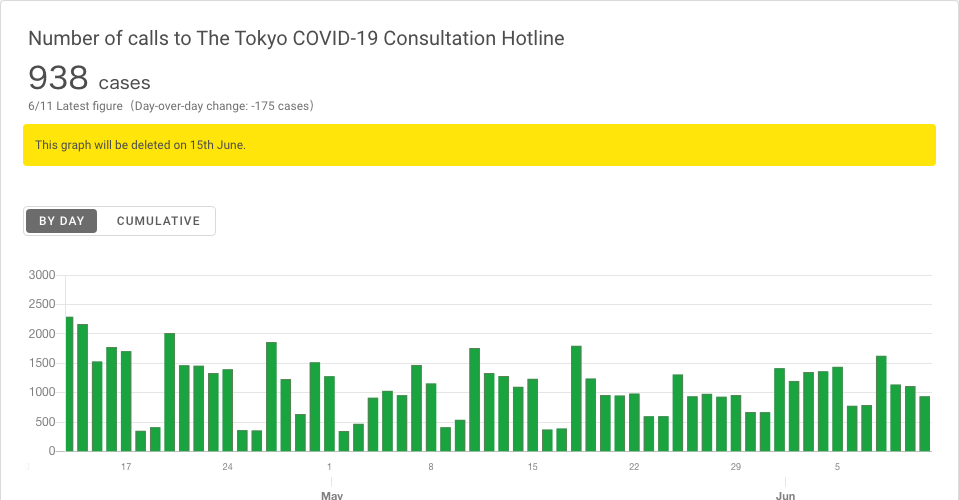 Number of calls to The Tokyo COVID-19 Consultation Hotline
938 cases
6/11 Latest figure（Day-over-day change: -175 cases）
This graph will be deleted on 15th June.
BY DAY CUMULATIVE
3000
2500
2000
1500
1000
500
0
17 24 1 8 15 22 29 5
May Jun